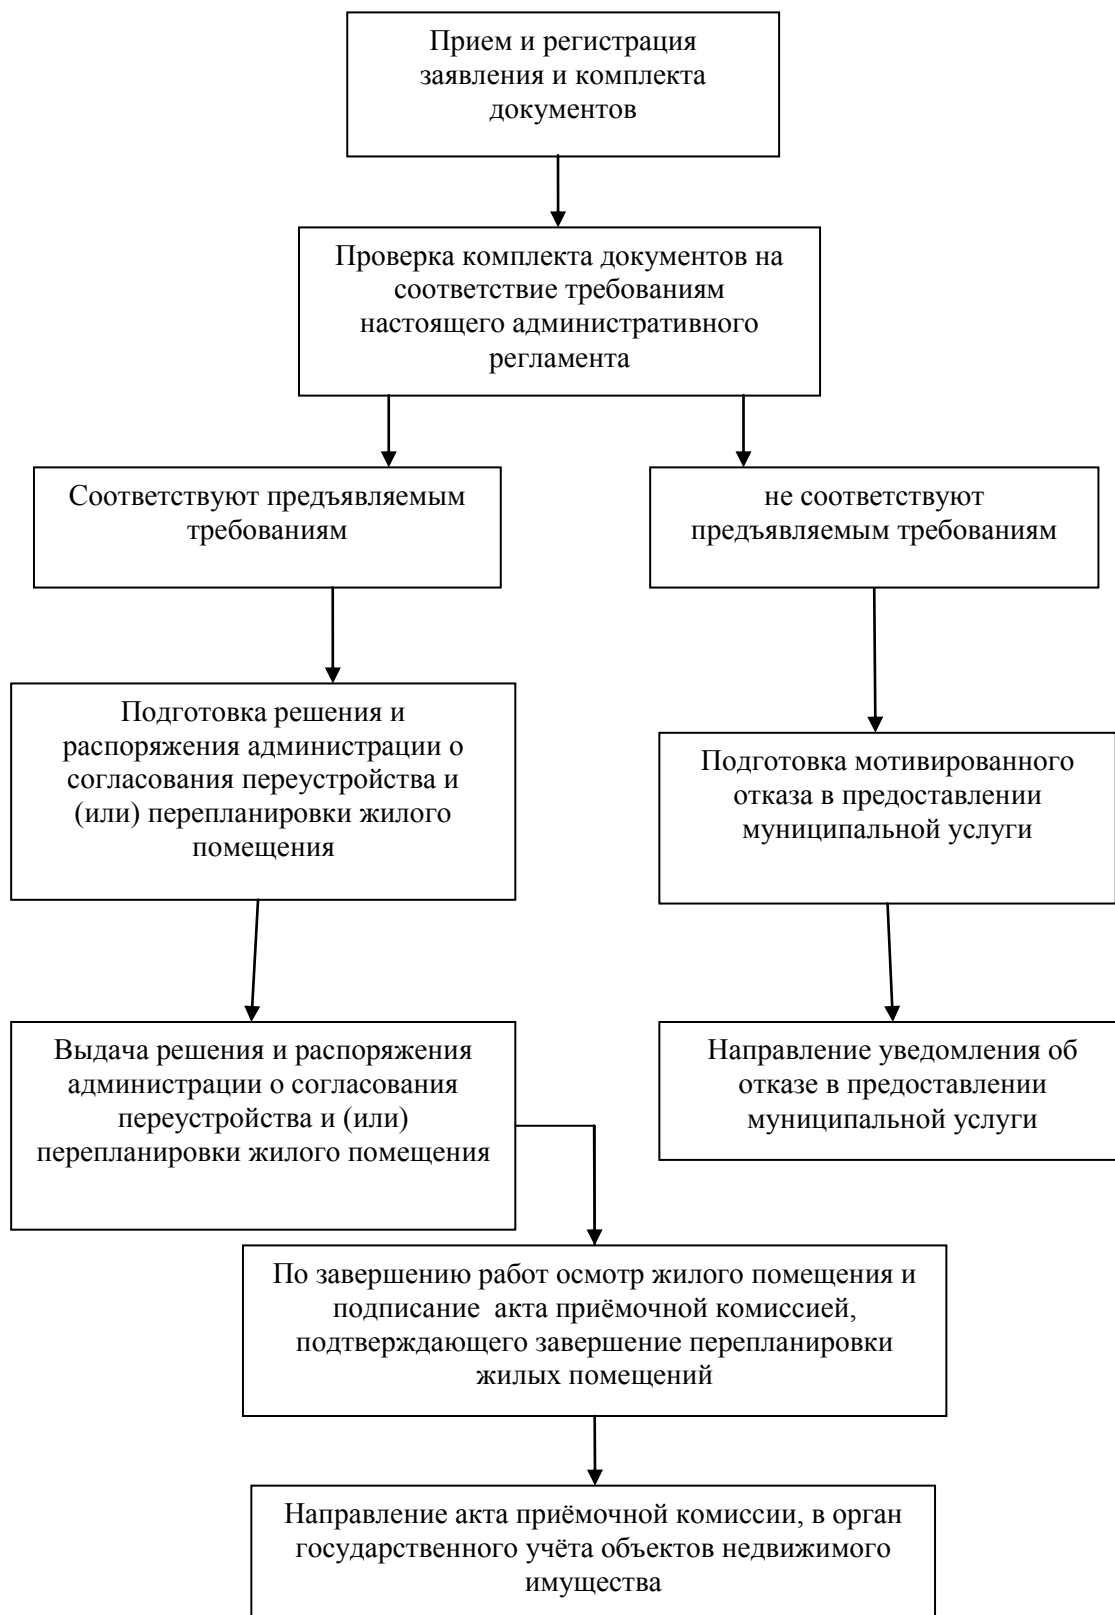 Прием и регистрация
заявления и комплекта
документов
Проверка комплекта документов на
соответствие требованиям
настоящего административного
регламента
Соответствуют предъявляемым
требованиям
не соответствуют
предъявляемым требованиям
Подготовка решения и
распоряжения администрации о
согласования переустройства и
(или) перепланировки жилого
помещения
Подготовка мотивированного
отказа в предоставлении
муниципальной услуги
Выдача решения и распоряжения
администрации о согласования
переустройства и (или)
перепланировки жилого помещения
Направление уведомления об
отказе в предоставлении
муниципальной услуги
По завершению работ осмотр жилого помещения и
подписание  акта приёмочной комиссией,
подтверждающего завершение перепланировки
жилых помещений
Направление акта приёмочной комиссии, в орган
государственного учёта объектов недвижимого
имущества